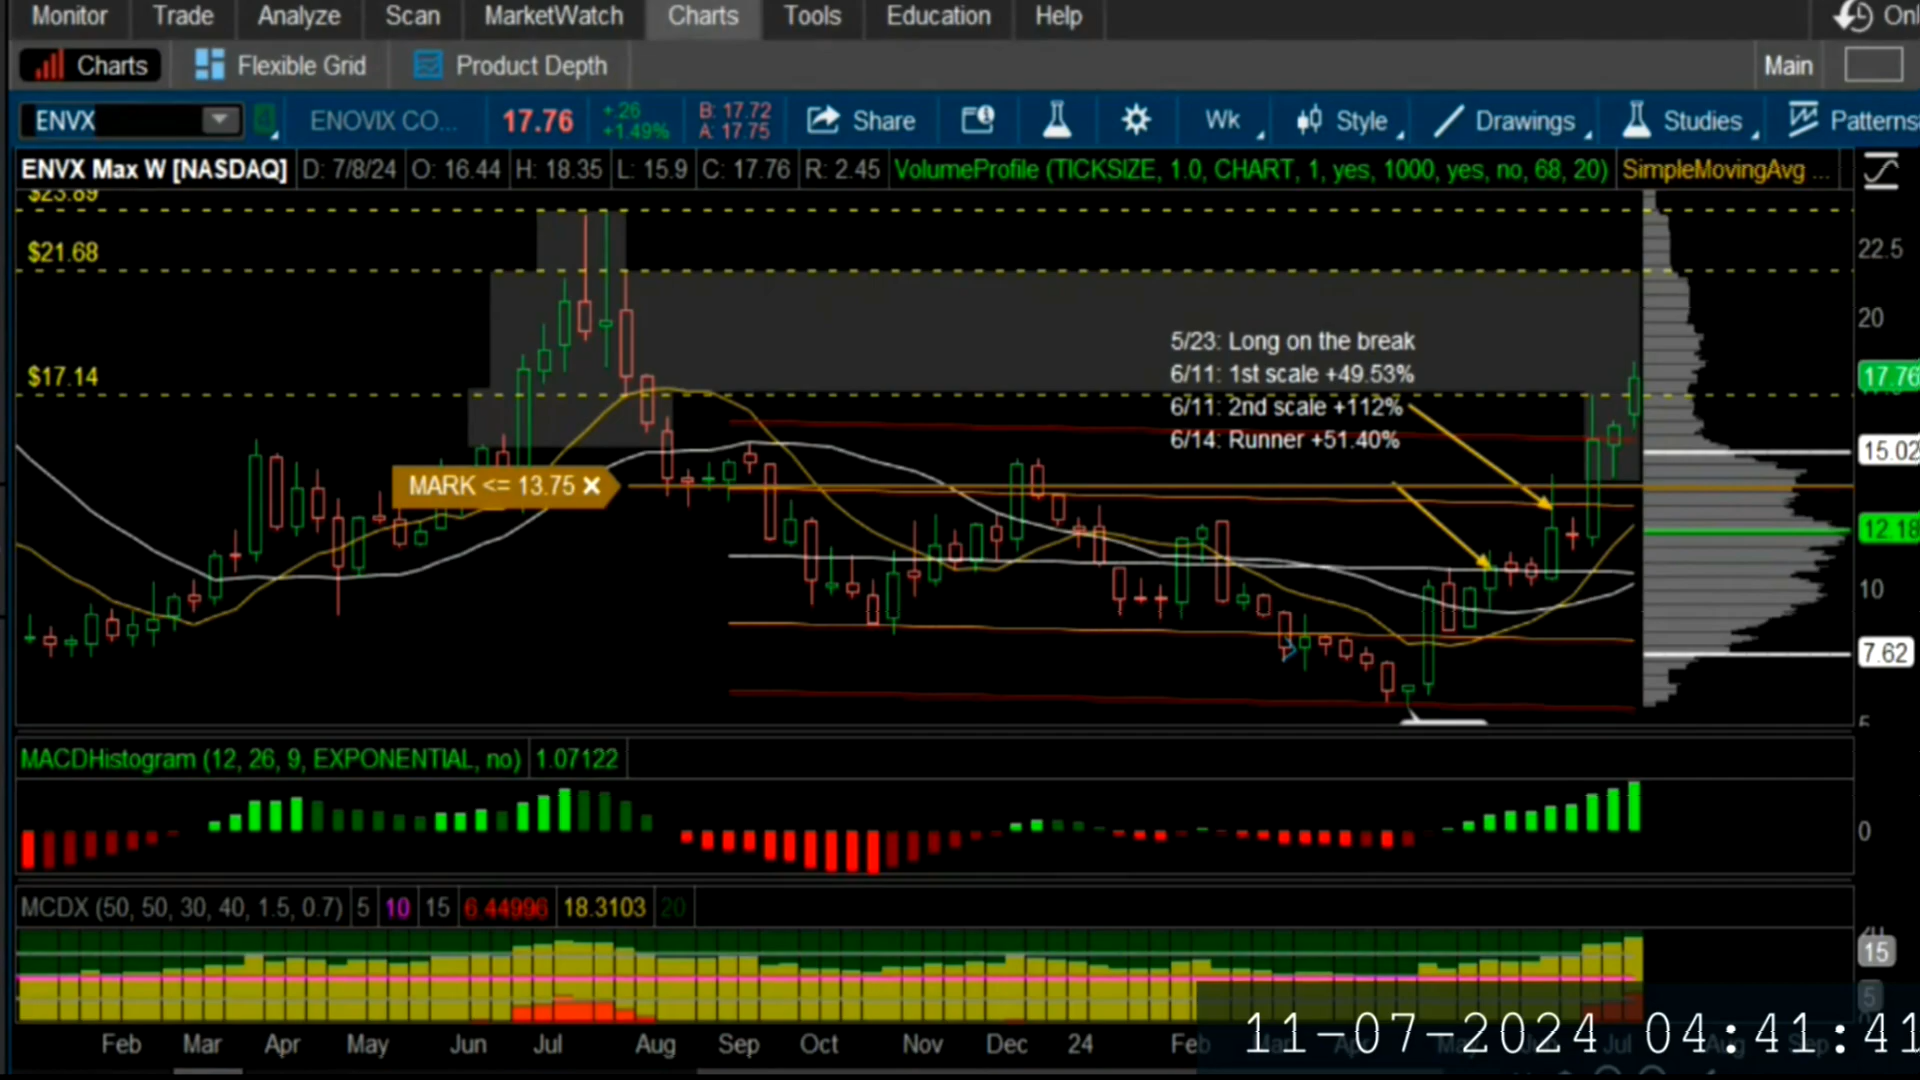 Monitor Trade Analyze Scan MarketWatch Charts Tools Education Help
Charts Flexible Grid Product Depth Main
ENVX ENOVIX CO... 17.76 +.26 +1.49% B: 17.72 A: 17.75 Share Wk Style Drawings Studies Patterns
ENVX Max W [NASDAQ] D: 7/8/24 O: 16.44 H: 18.35 L: 15.9 C: 17.76 R: 2.45 VolumeProfile (TICKSIZE, 1.0, CHART, 1, yes, 1000, yes, no, 68, 20) SimpleMovingAvg ...
$23.89
$21.68
22.5
20
5/23: Long on the break
6/11: 1st scale +49.53%
$17.14
17.76
6/11: 2nd scale +112%
6/14: Runner +51.40%
15.02
MARK <= 13.75
12.18
10
7.62
5
MACDHistogram (12, 26, 9, EXPONENTIAL, no) 1.07122
0
MCDX (50, 50, 30, 40, 1.5, 0.7) 5 10 15 6.44996 18.3103 20
15
5
11-07-2024 04:41:41
Feb Mar Apr May Jun Jul Aug Sep Oct Nov Dec 24 Feb Mar Apr May Jun Jul Aug Sep